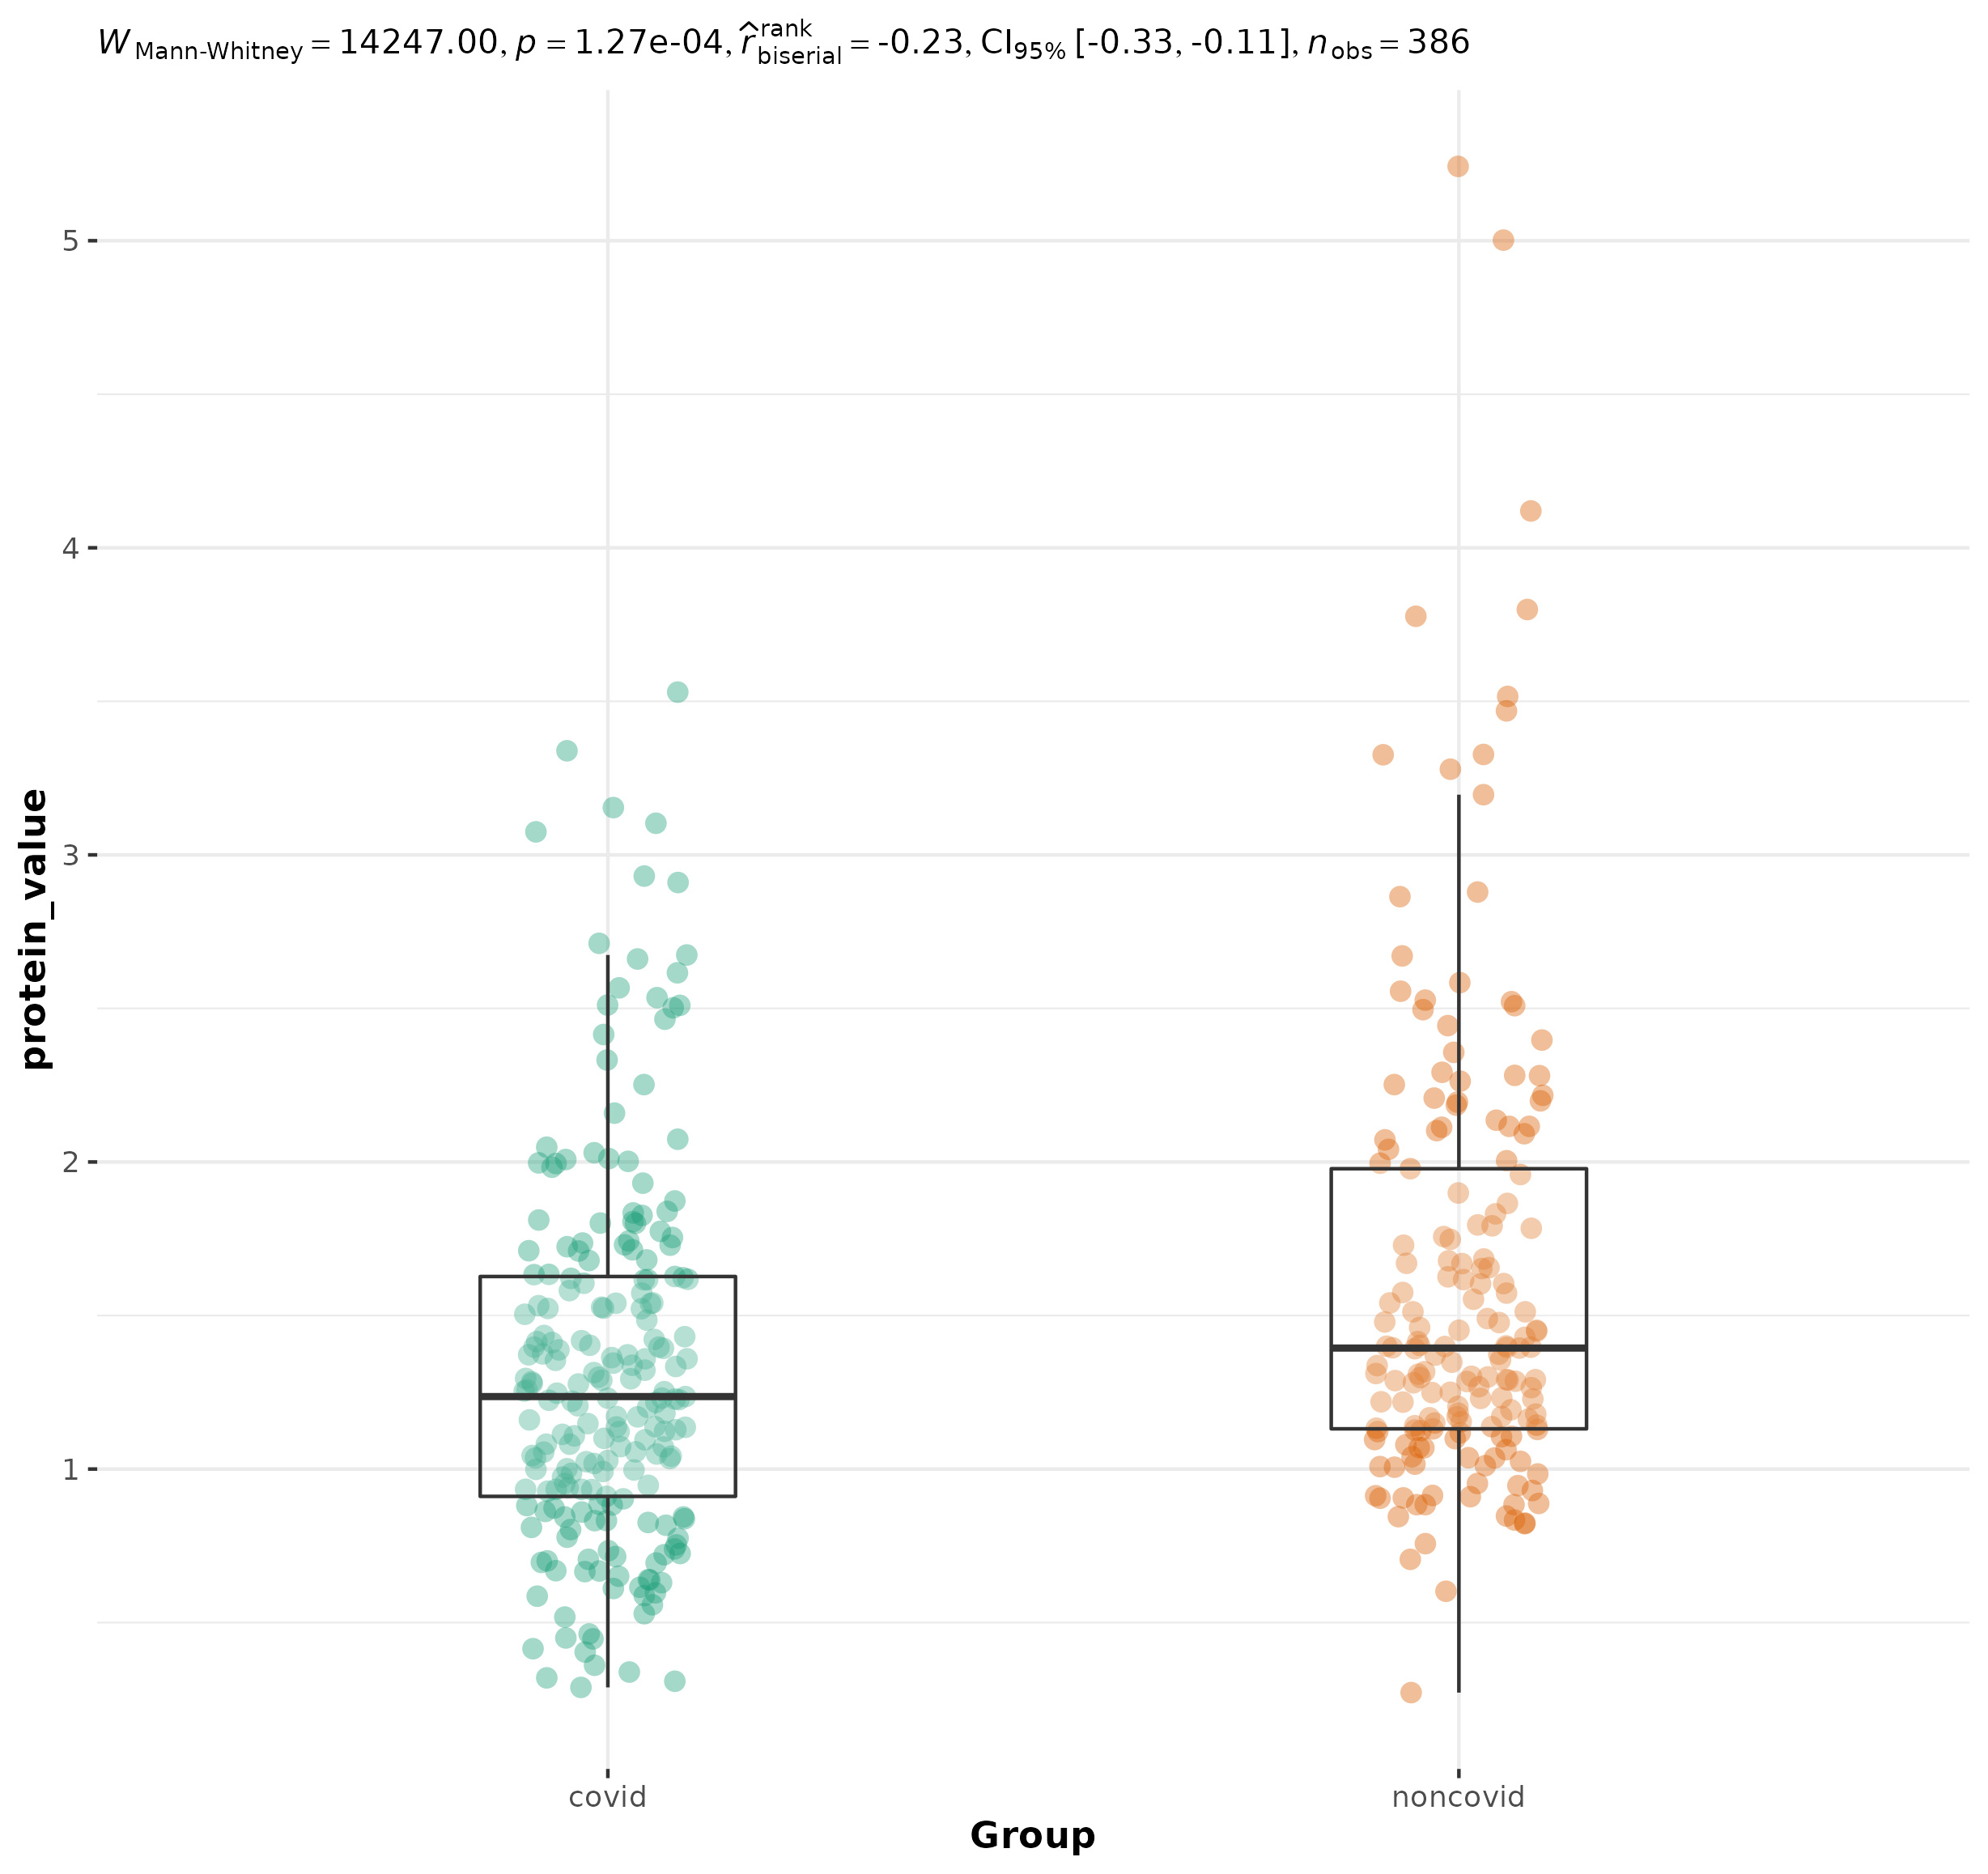 W Mann-Whitney = 14247.00, p = 1.27e-04, r̂ rank biserial = -0.23, CI95% [-0.33, -0.11], nobs = 386
protein_value
5
4
3
2
1
covid noncovid
Group